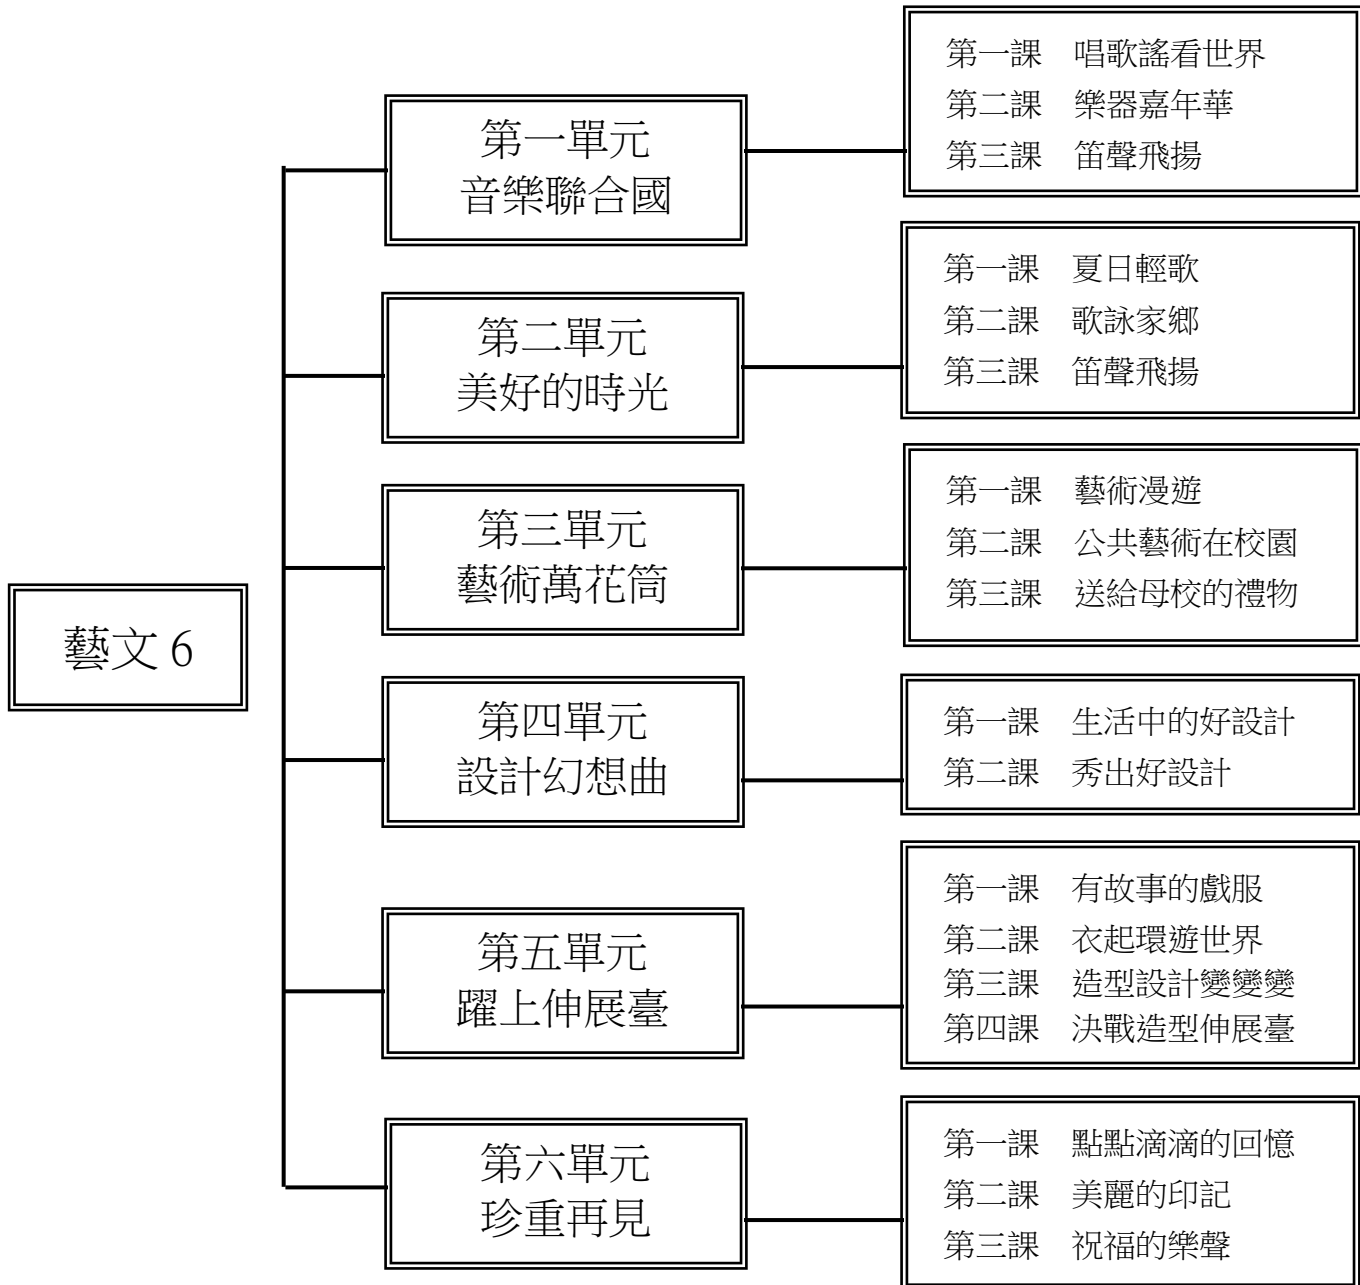 藝文 6
第一單元
音樂聯合國
第一課 唱歌謠看世界
第二課 樂器嘉年華
第三課 笛聲飛揚
第二單元
美好的時光
第一課 夏日輕歌
第二課 歌詠家鄉
第三課 笛聲飛揚
第三單元
藝術萬花筒
第一課 藝術漫遊
第二課 公共藝術在校園
第三課 送給母校的禮物
第四單元
設計幻想曲
第一課 生活中的好設計
第二課 秀出好設計
第五單元
躍上伸展臺
第一課 有故事的戲服
第二課 衣起環遊世界
第三課 造型設計變變變
第四課 決戰造型伸展臺
第六單元
珍重再見
第一課 點點滴滴的回憶
第二課 美麗的印記
第三課 祝福的樂聲